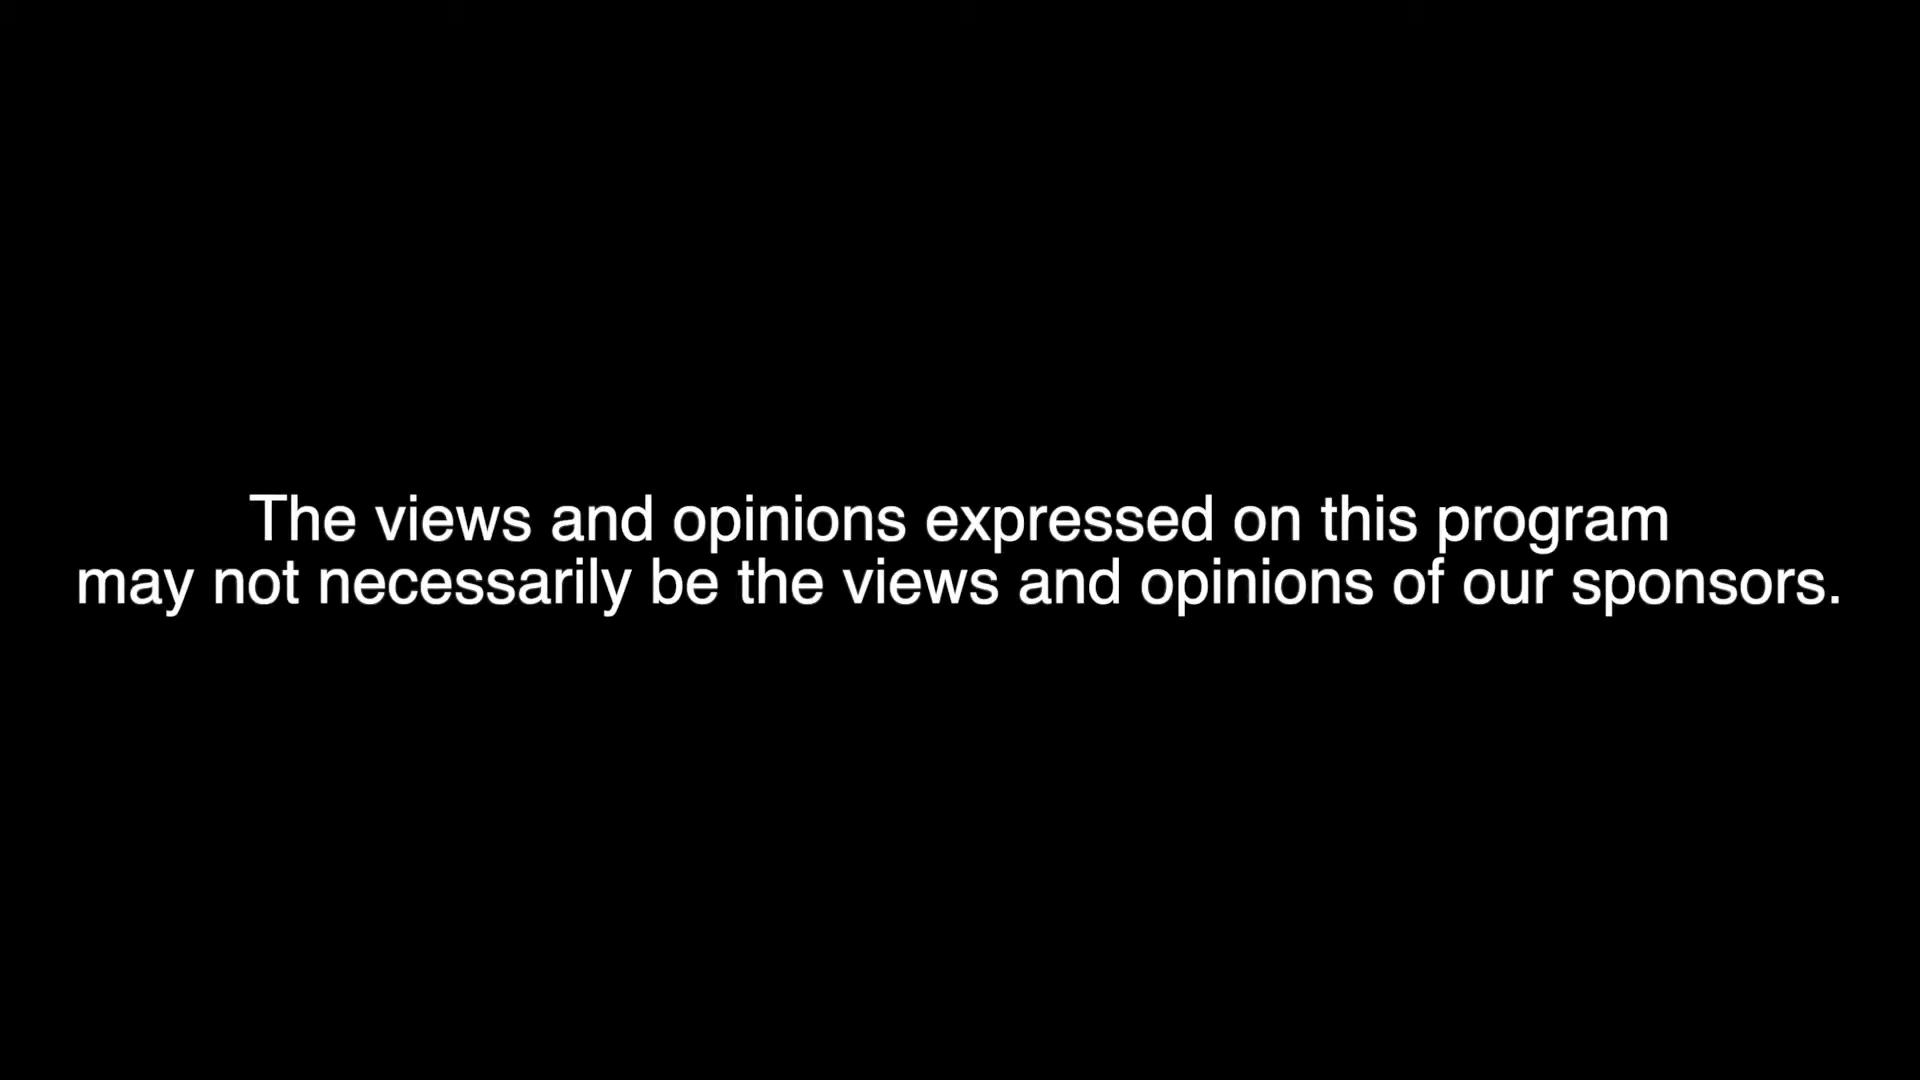 The views and opinions expressed on this program
may not necessarily be the views and opinions of our sponsors.